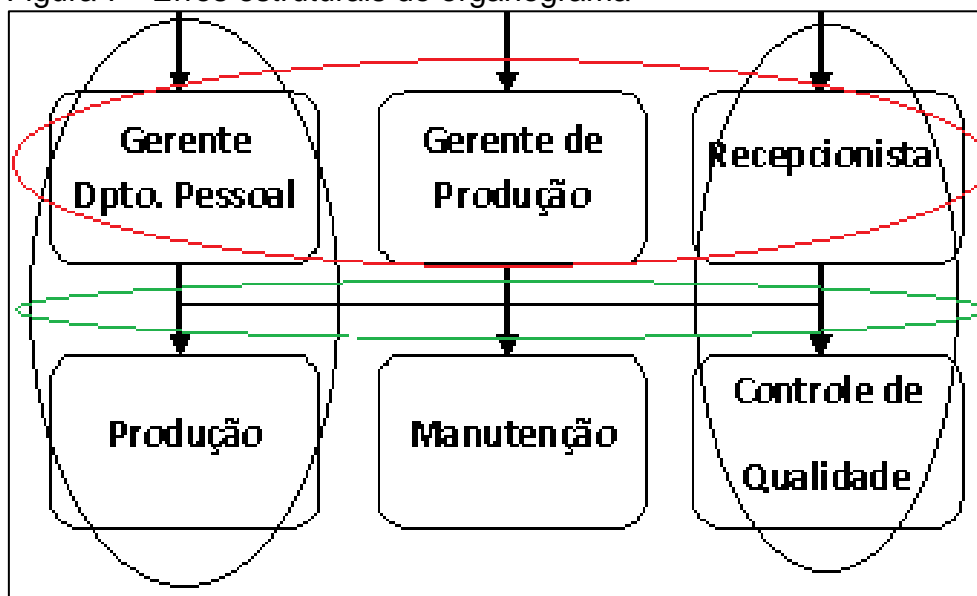 Gerente
Dpto. Pessoal
Gerente de
Produção
Recepcionista
Produção
Manutenção
Controle de
Qualidade